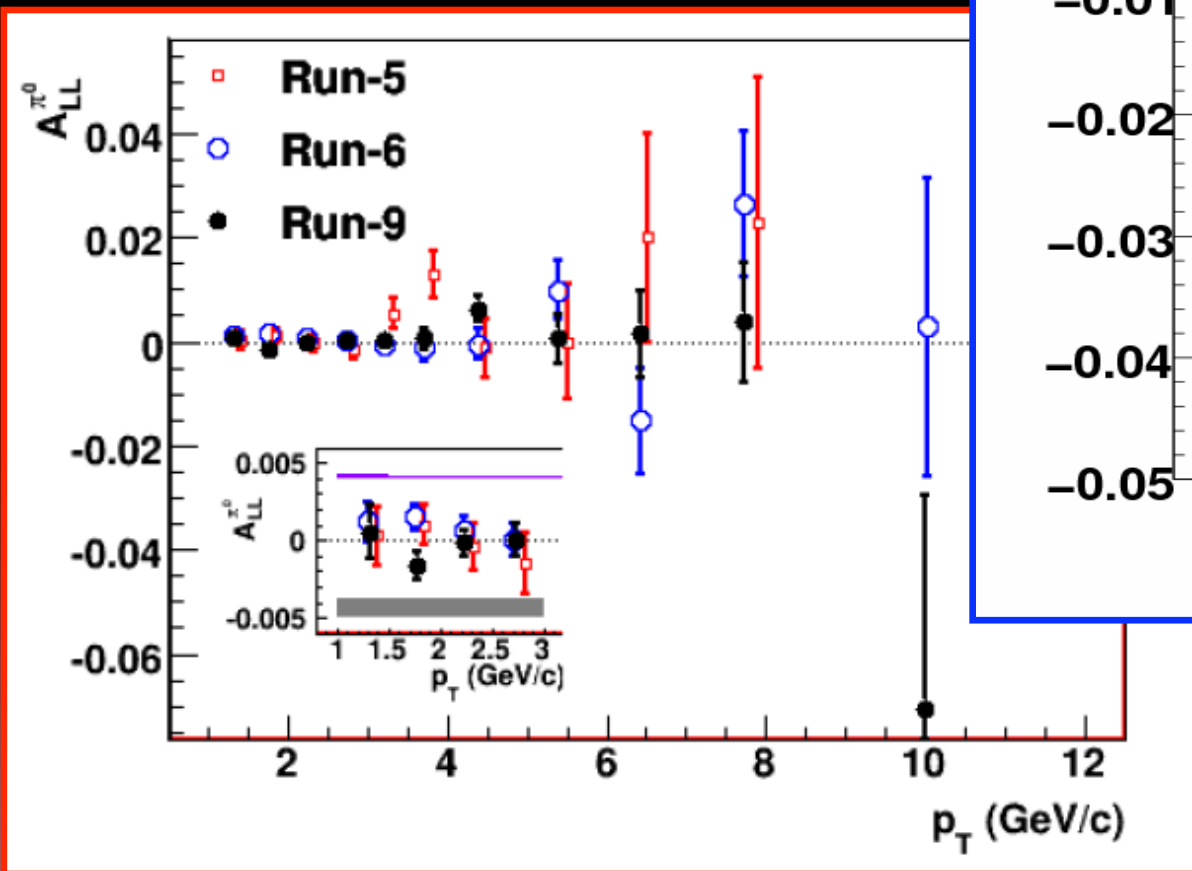 A_LL^π⁰
Run-5
Run-6
Run-9
0.04
0.02
0
-0.02
-0.04
-0.06
2 4 6 8 10 12
p_T (GeV/c)
A_LL^π⁰
0.005
0
-0.005
1 1.5 2 2.5 3
p_T (GeV/c)
−0.01
−0.02
−0.03
−0.04
−0.05